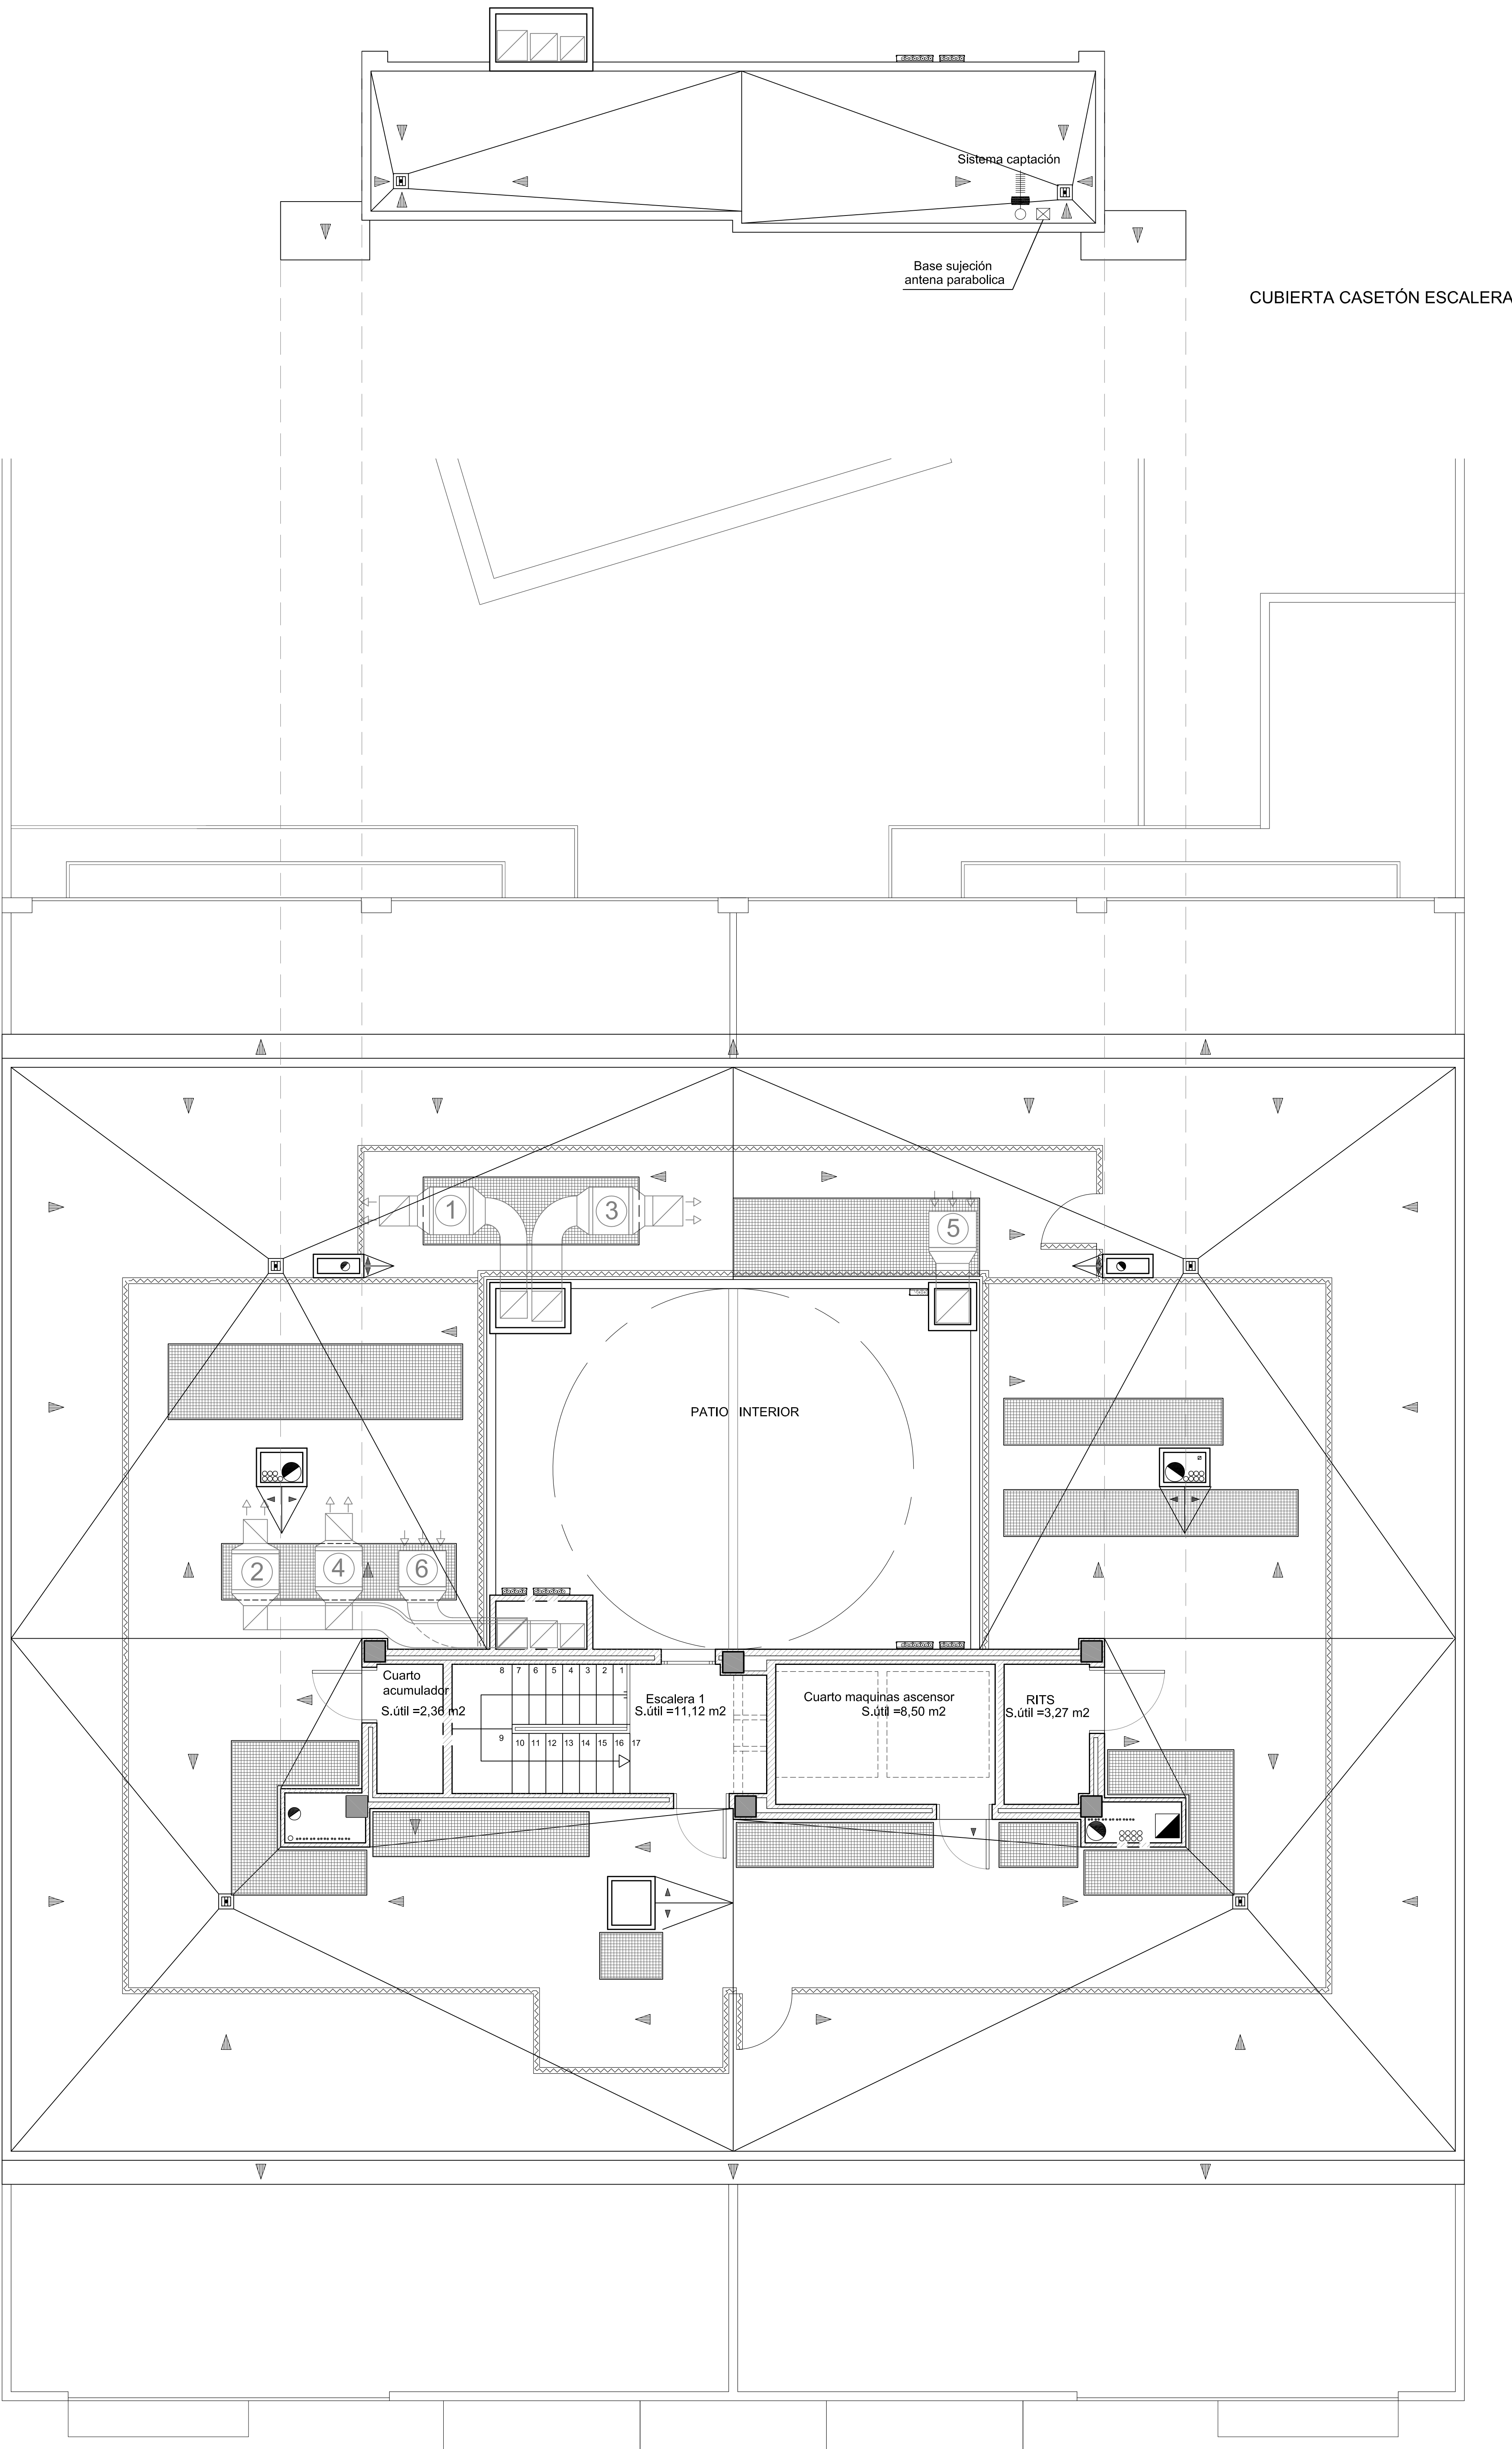 Sistema captación
Base sujeción
antena parabolica
CUBIERTA CASETÓN ESCALERA
1
3
5
PATIO INTERIOR
2
4
6
Cuarto
acumulador
S.útil =2,36 m2
8 7 6 5 4 3 2 1
Escalera 1
S.útil =11,12 m2
9 10 11 12 13 14 15 16 17
Cuarto maquinas ascensor
S.útil =8,50 m2
RITS
S.útil =3,27 m2